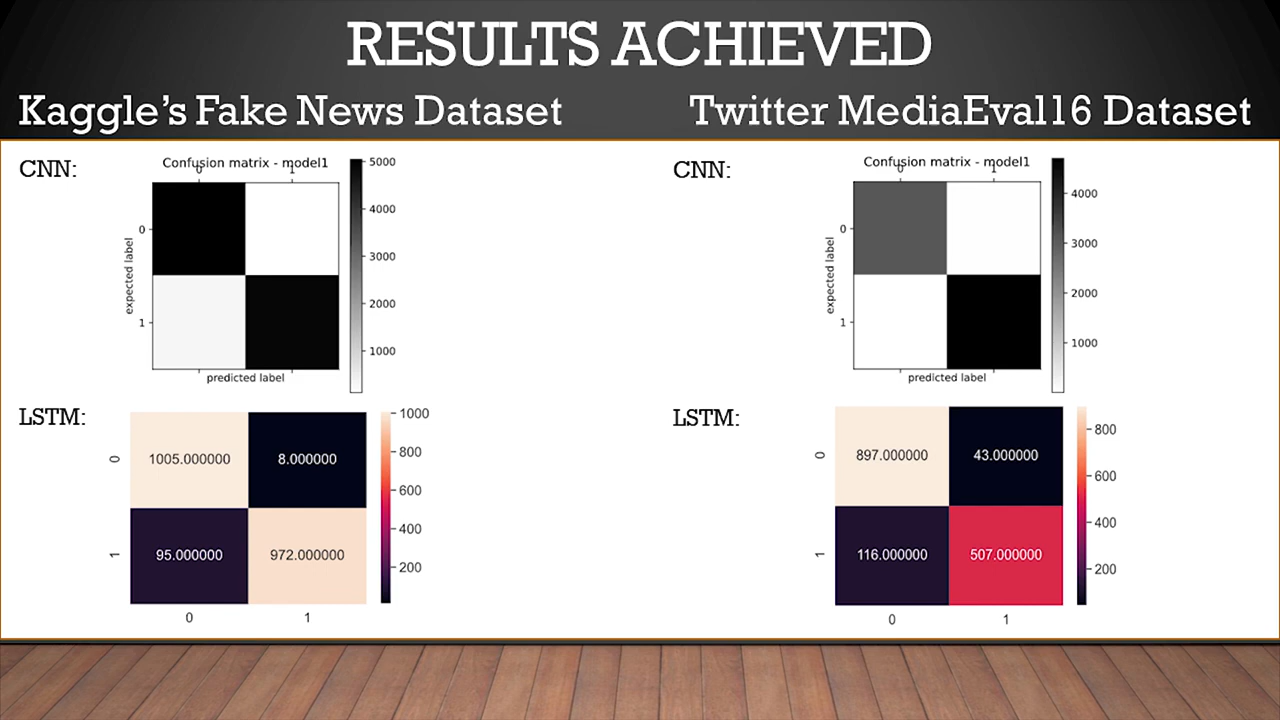 RESULTS ACHIEVED
Kaggle's Fake News Dataset
Twitter MediaEval16 Dataset
CNN:
Confusion matrix - model1
0 1
0
1
expected label
predicted label
5000
4000
3000
2000
1000
CNN:
Confusion matrix - model1
0 1
0
1
expected label
predicted label
4000
3000
2000
1000
LSTM:
1005.000000 8.000000
95.000000 972.000000
0
1
0 1
1000
800
600
400
200
LSTM:
897.000000 43.000000
116.000000 507.000000
0
1
0 1
800
600
400
200